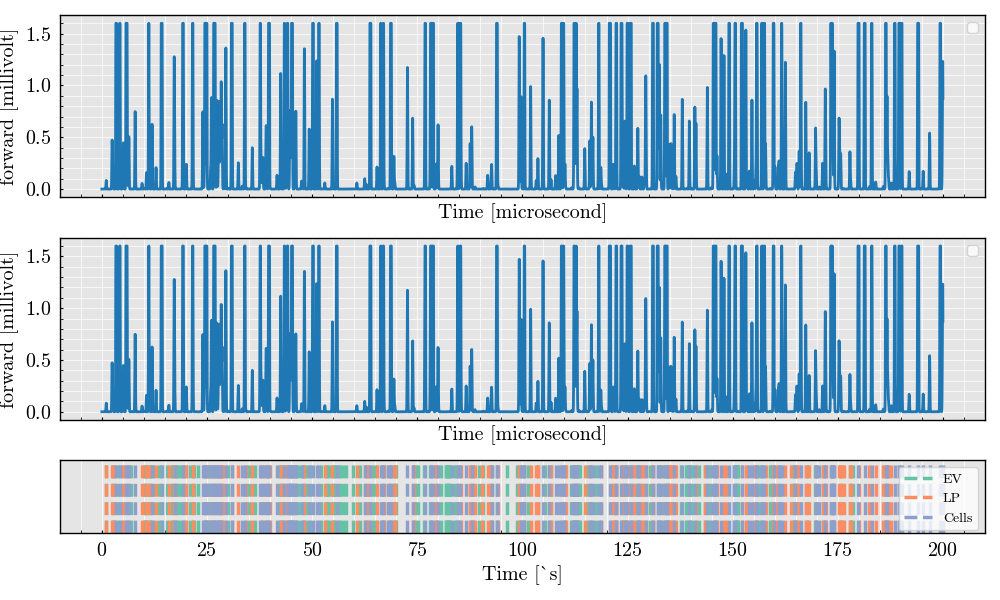 1.5
1.0
0.5
0.0
forward [millivolt]
Time [microsecond]
1.5
1.0
0.5
0.0
forward [millivolt]
Time [microsecond]
EV
LP
Cells
0 25 50 75 100 125 150 175 200
Time [`s]